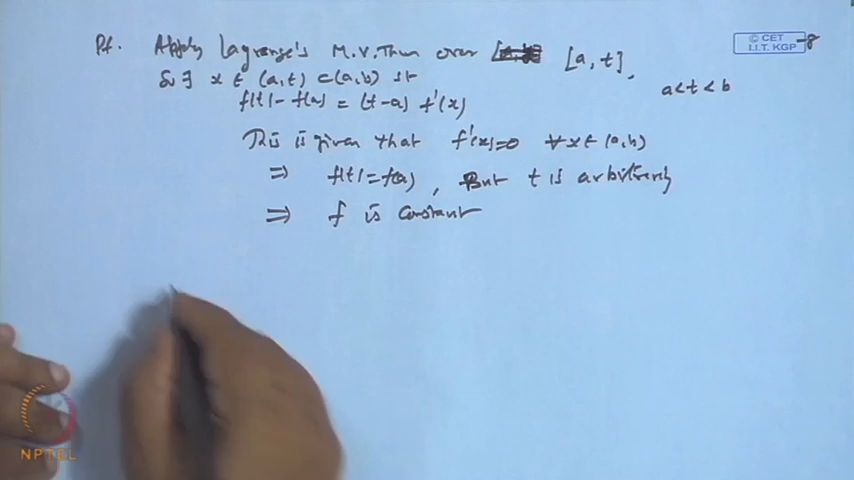 Pf. Apply Lagrange's M.V.Thm over [a, t],
a < t < b
& ∃ x ∈ (a,t) ⊂ (a,b) st
f(t) - f(a) = (t-a) f'(x)
This is given that f'(x)=0 ∀ x ∈ (a,b)
⇒ f(t) = f(a), But t is arbitrary
⇒ f is constant
© CET
I.I.T. KGP
NPTEL